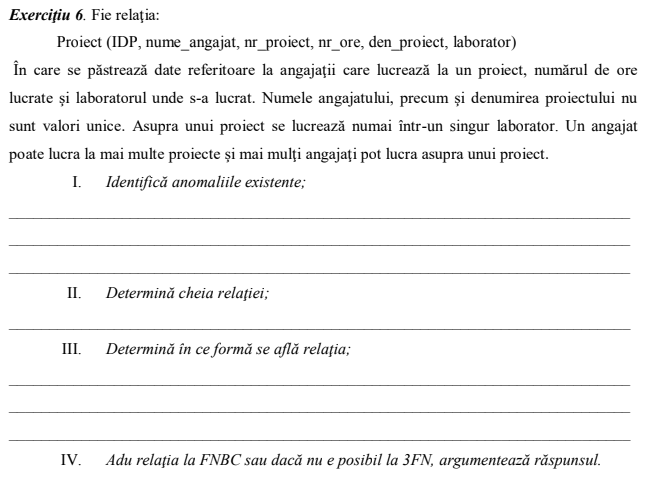 Exercițiu 6. Fie relația:
Proiect (IDP, nume_angajat, nr_proiect, nr_ore, den_proiect, laborator)
În care se păstrează date referitoare la angajații care lucrează la un proiect, numărul de ore
lucrate și laboratorul unde s-a lucrat. Numele angajatului, precum și denumirea proiectului nu
sunt valori unice. Asupra unui proiect se lucrează numai într-un singur laborator. Un angajat
poate lucra la mai multe proiecte și mai mulți angajați pot lucra asupra unui proiect.
I. Identifică anomaliile existente;
II. Determină cheia relației;
III. Determină în ce formă se află relația;
IV. Adu relația la FNBC sau dacă nu e posibil la 3FN, argumentează răspunsul.